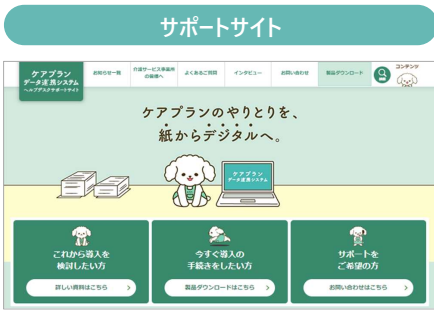 サポートサイト
ケアプラン
データ連携システム
ヘルプデスクサポートサイト
お知らせ一覧
介護サービス事業所
の皆様へ
よくあるご質問
インタビュー
お問い合わせ
製品ダウンロード
コンテンツ
ケアプランのやりとりを、
紙からデジタルへ。
ケアプラン
データ連携システム
これから導入を
検討したい方
今すぐ導入の
手続きをしたい方
サポートを
ご希望の方
詳しい資料はこちら
製品ダウンロードはこちら
お問い合わせはこちら